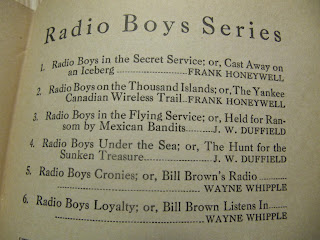 Radio Boys Series
1. Radio Boys in the Secret Service; or, Cast Away on
an Iceberg ........................ FRANK HONEYWELL
2. Radio Boys on the Thousand Islands; or, The Yankee
Canadian Wireless Trail.. FRANK HONEYWELL
3. Radio Boys in the Flying Service; or, Held for Ran-
som by Mexican Bandits........ J. W. DUFFIELD
4. Radio Boys Under the Sea; or, The Hunt for the
Sunken Treasure.................. J. W. DUFFIELD
5. Radio Boys Cronies; or, Bill Brown's Radio........
........................................ WAYNE WHIPPLE
6. Radio Boys Loyalty; or, Bill Brown Listens In......
........................................ WAYNE WHIPPLE